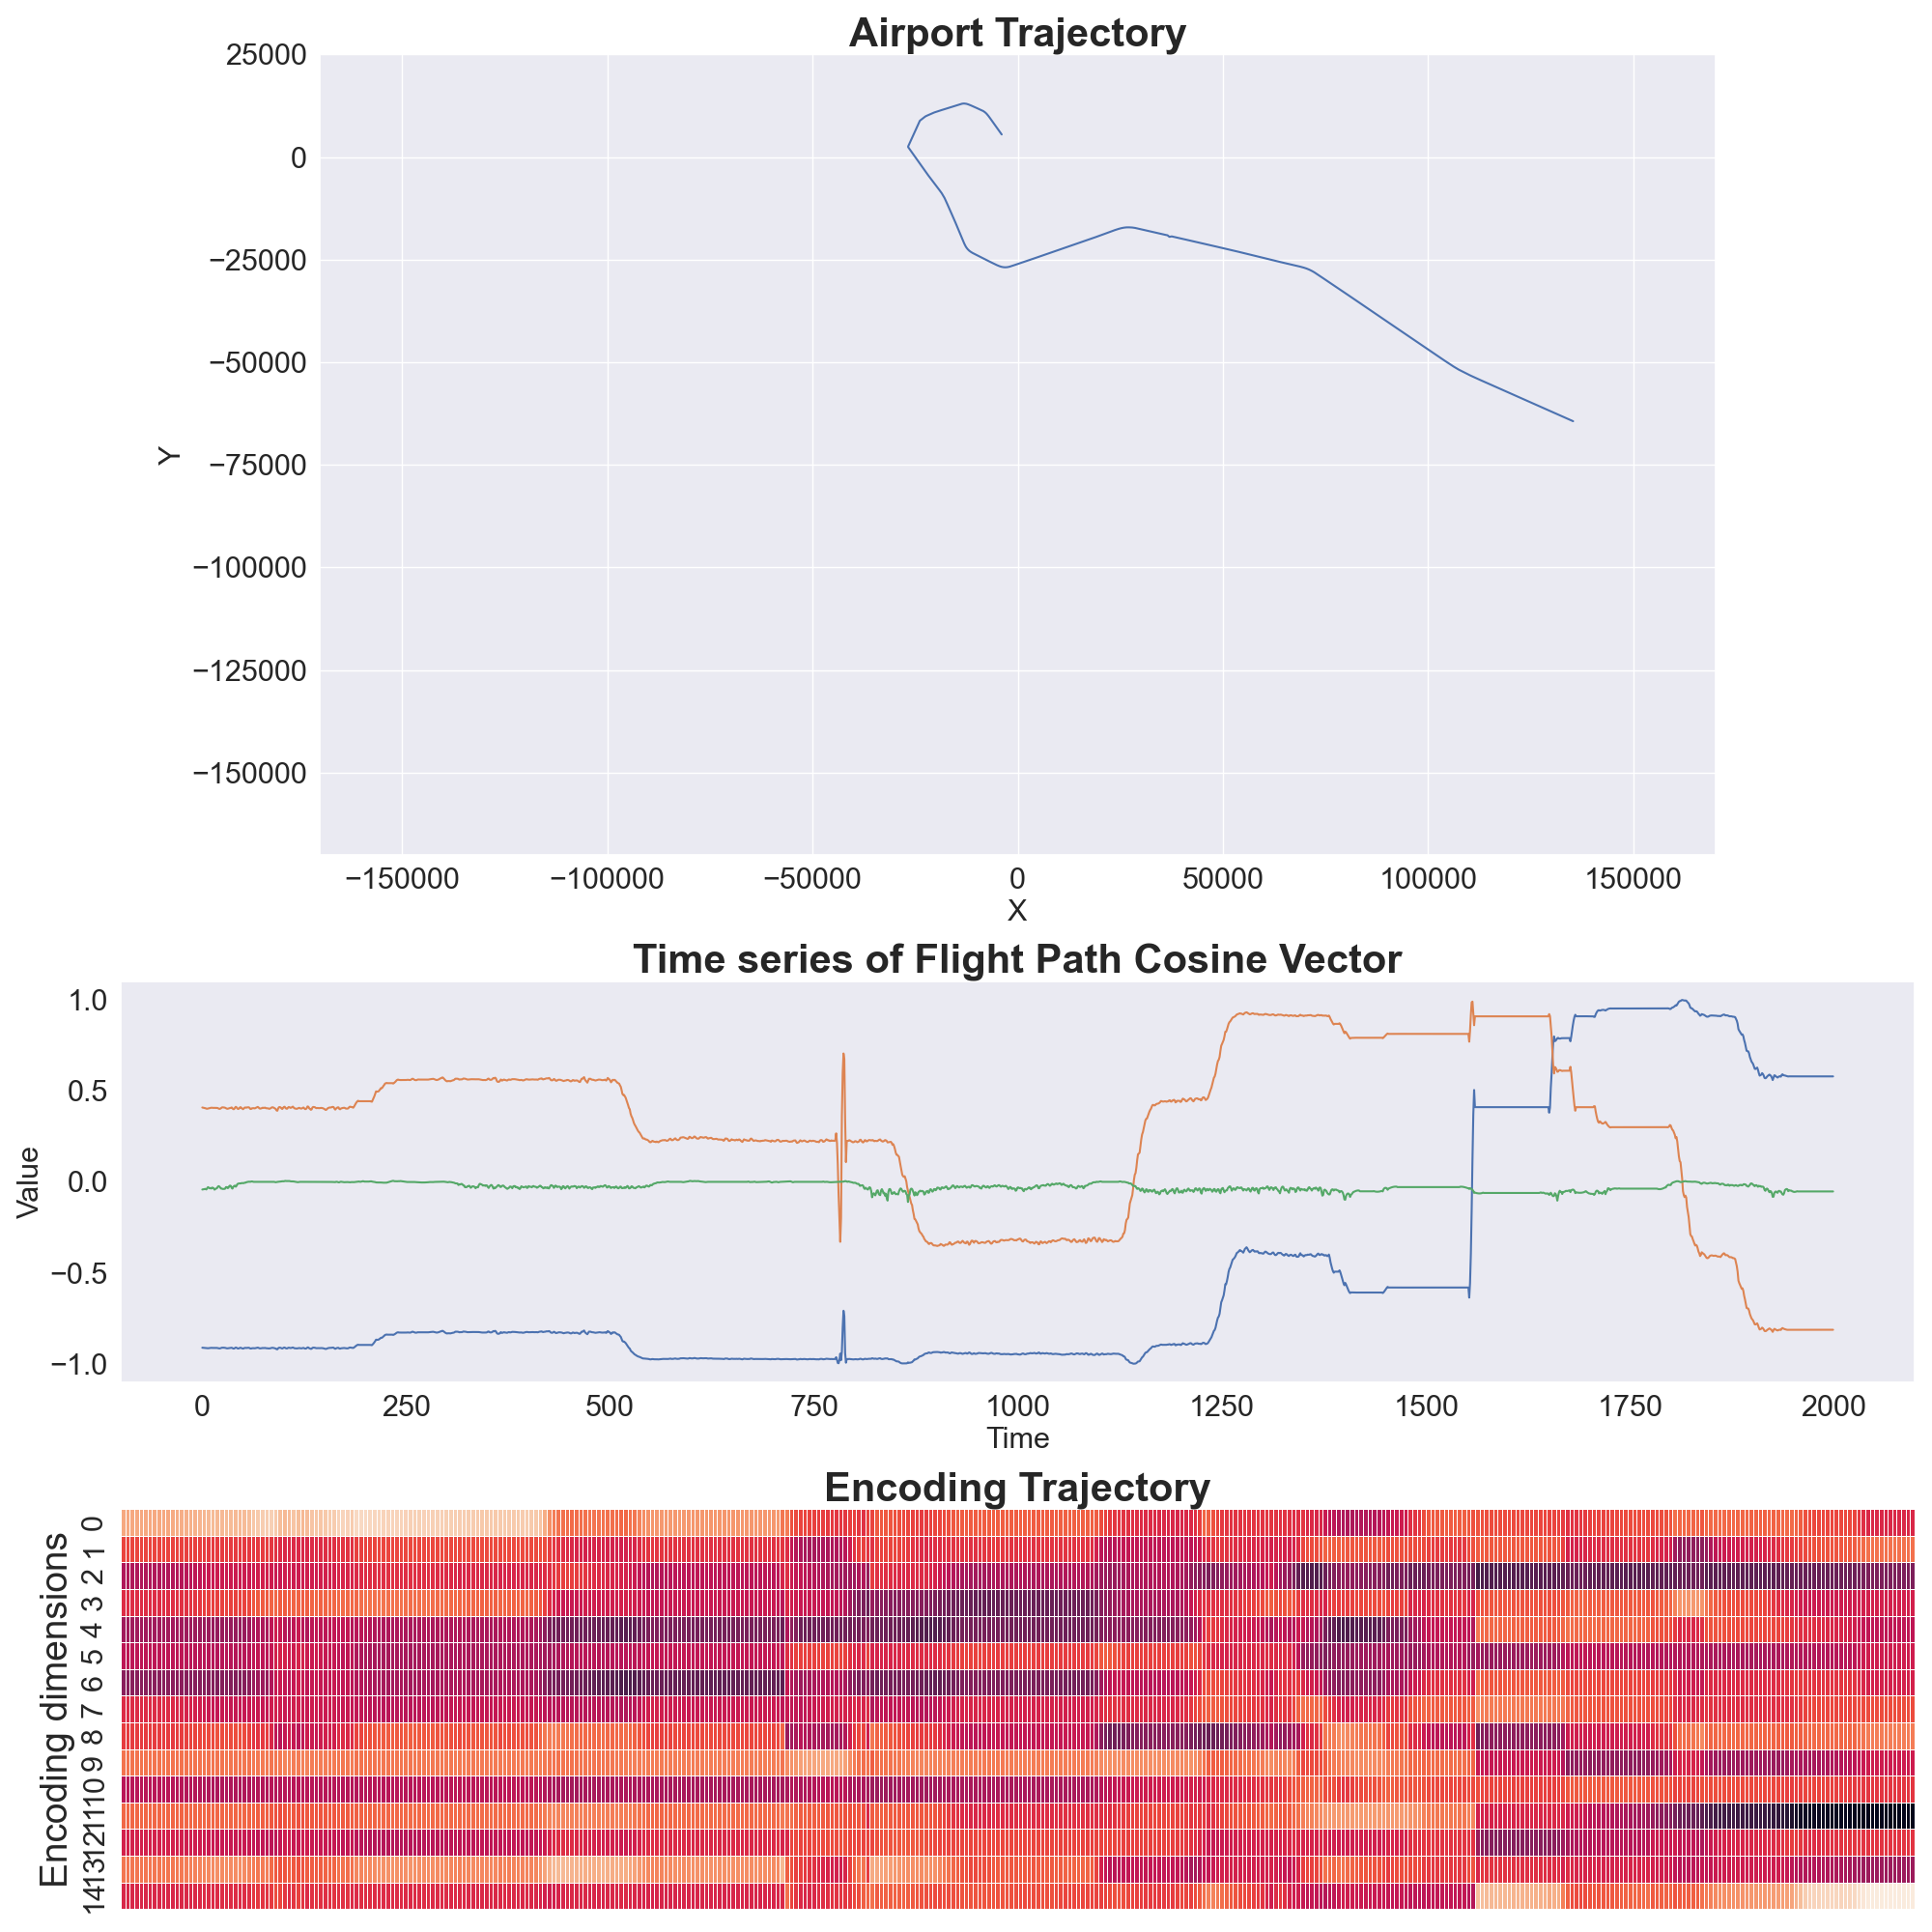 Airport Trajectory
25000
0
−25000
−50000
−75000
−100000
−125000
−150000
Y
−150000 −100000 −50000 0 50000 100000 150000
X
Time series of Flight Path Cosine Vector
1.0
0.5
0.0
−0.5
−1.0
Value
0 250 500 750 1000 1250 1500 1750 2000
Time
Encoding Trajectory
Encoding dimensions
0
1
2
3
4
5
6
7
8
9
10
11
12
13
14